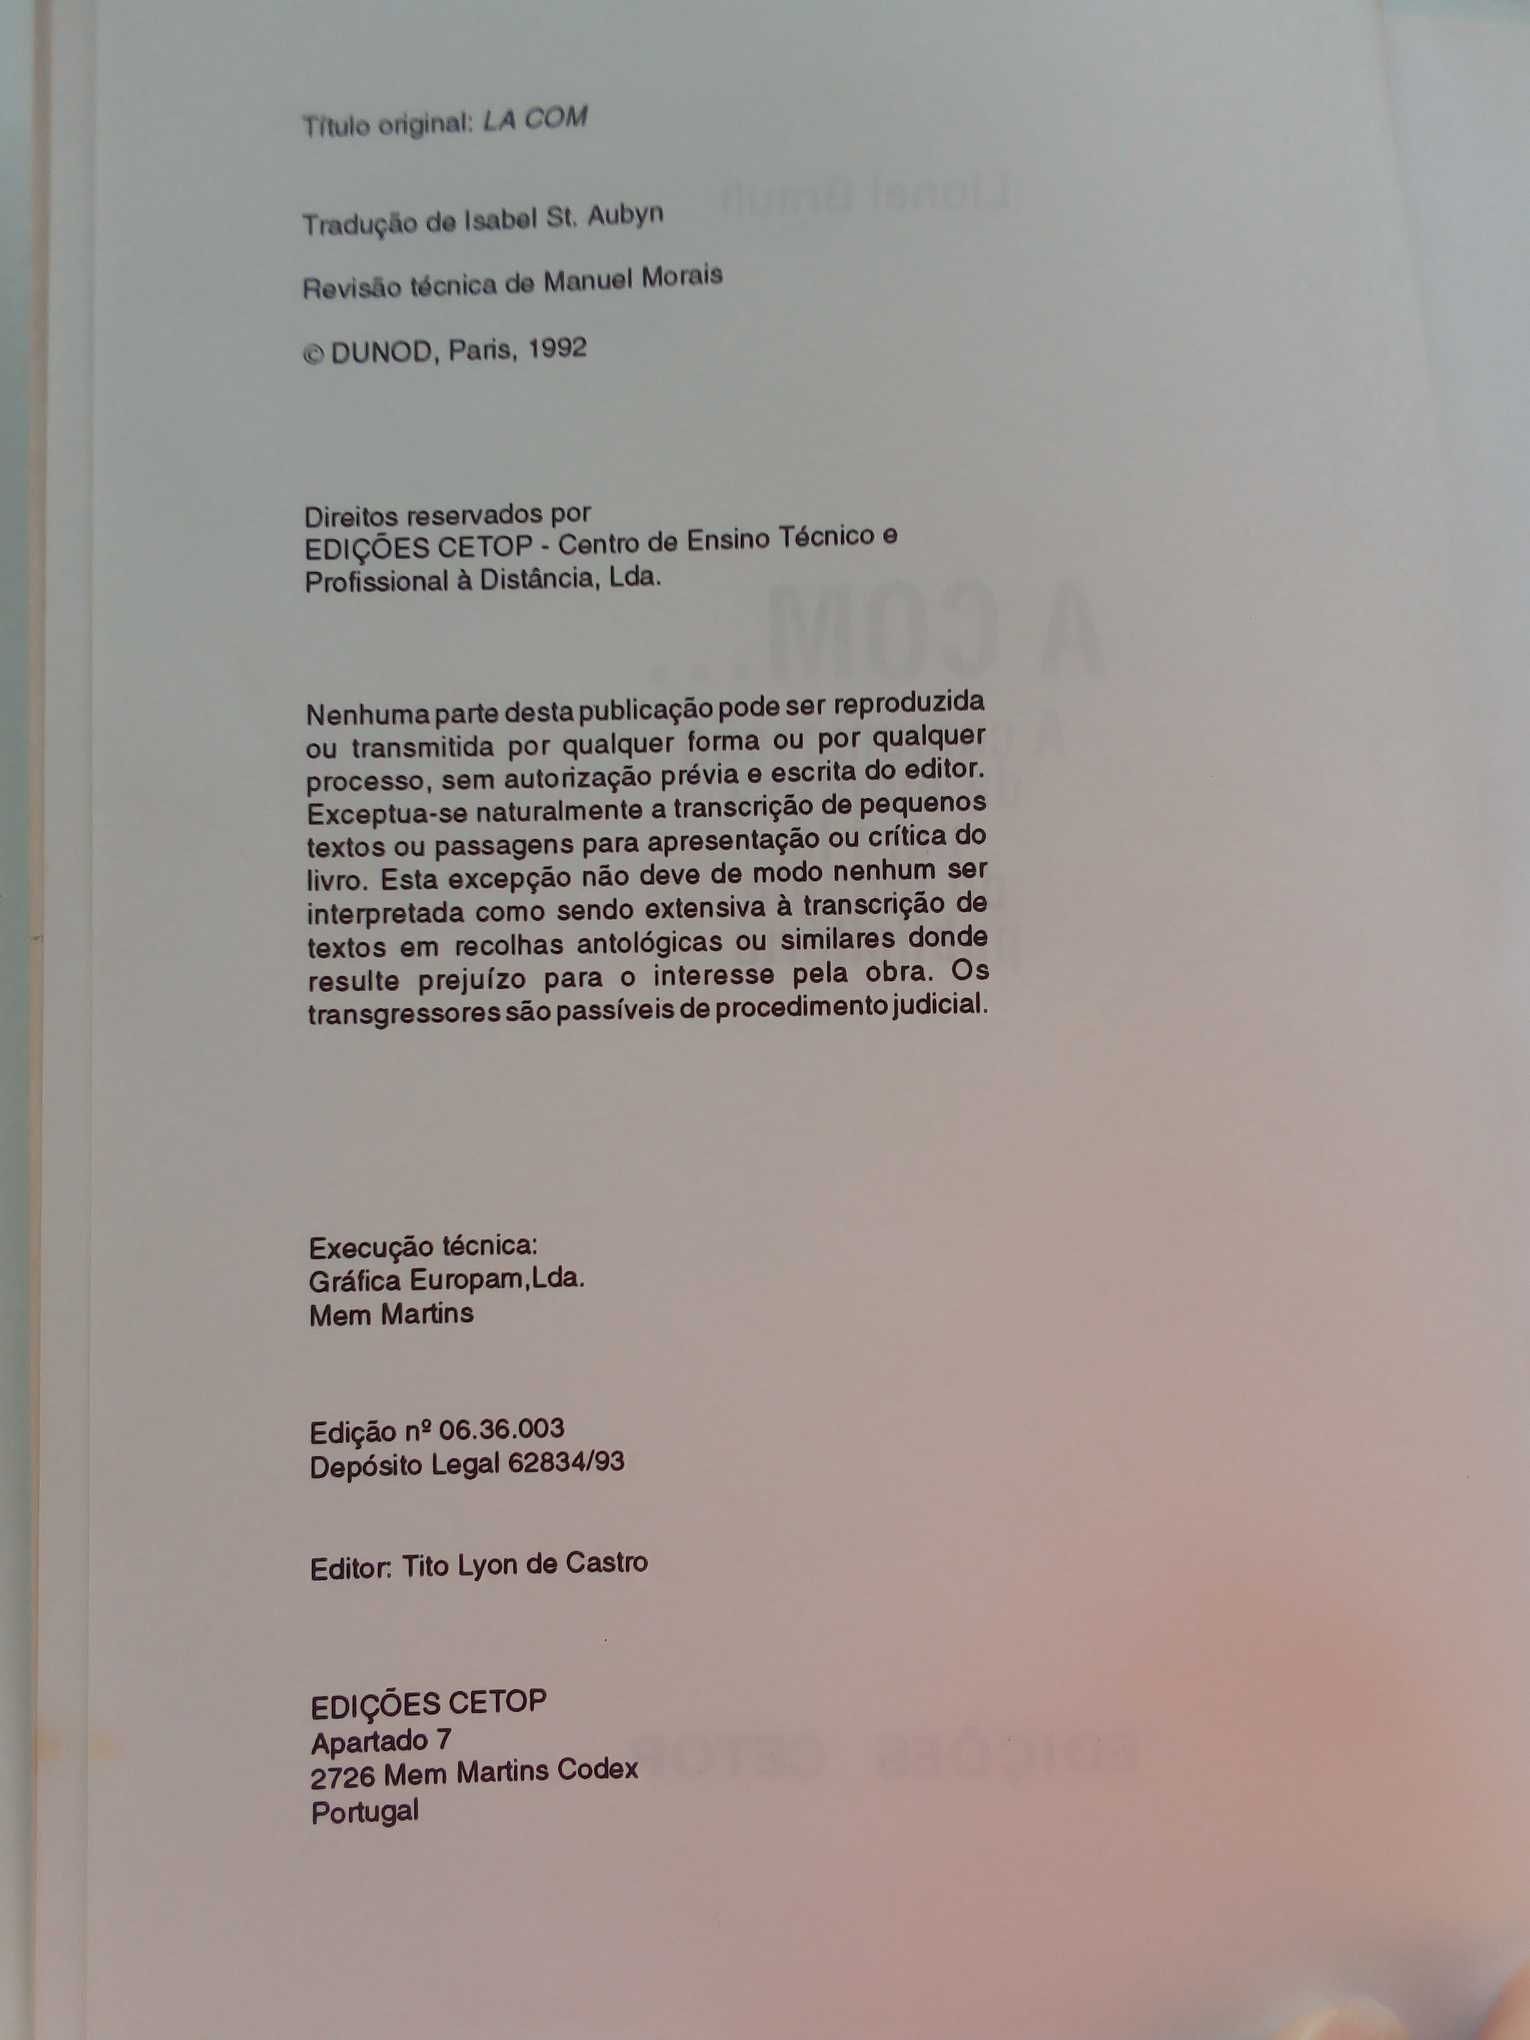 Título original: LA COM
Tradução de Isabel St. Aubyn
Revisão técnica de Manuel Morais
© DUNOD, Paris, 1992
Direitos reservados por
EDIÇÕES CETOP - Centro de Ensino Técnico e
Profissional à Distância, Lda.
Nenhuma parte desta publicação pode ser reproduzida
ou transmitida por qualquer forma ou por qualquer
processo, sem autorização prévia e escrita do editor.
Exceptua-se naturalmente a transcrição de pequenos
textos ou passagens para apresentação ou crítica do
livro. Esta excepção não deve de modo nenhum ser
interpretada como sendo extensiva à transcrição de
textos em recolhas antológicas ou similares donde
resulte prejuízo para o interesse pela obra. Os
transgressores são passíveis de procedimento judicial.
Execução técnica:
Gráfica Europam,Lda.
Mem Martins
Edição nº 06.36.003
Depósito Legal 62834/93
Editor: Tito Lyon de Castro
EDIÇÕES CETOP
Apartado 7
2726 Mem Martins Codex
Portugal